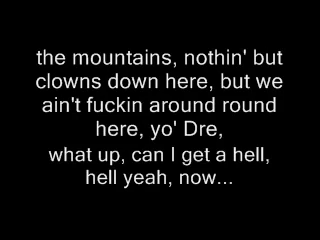 the mountains, nothin' but
clowns down here, but we
ain't fuckin around round
here, yo' Dre,
what up, can I get a hell,
hell yeah, now...